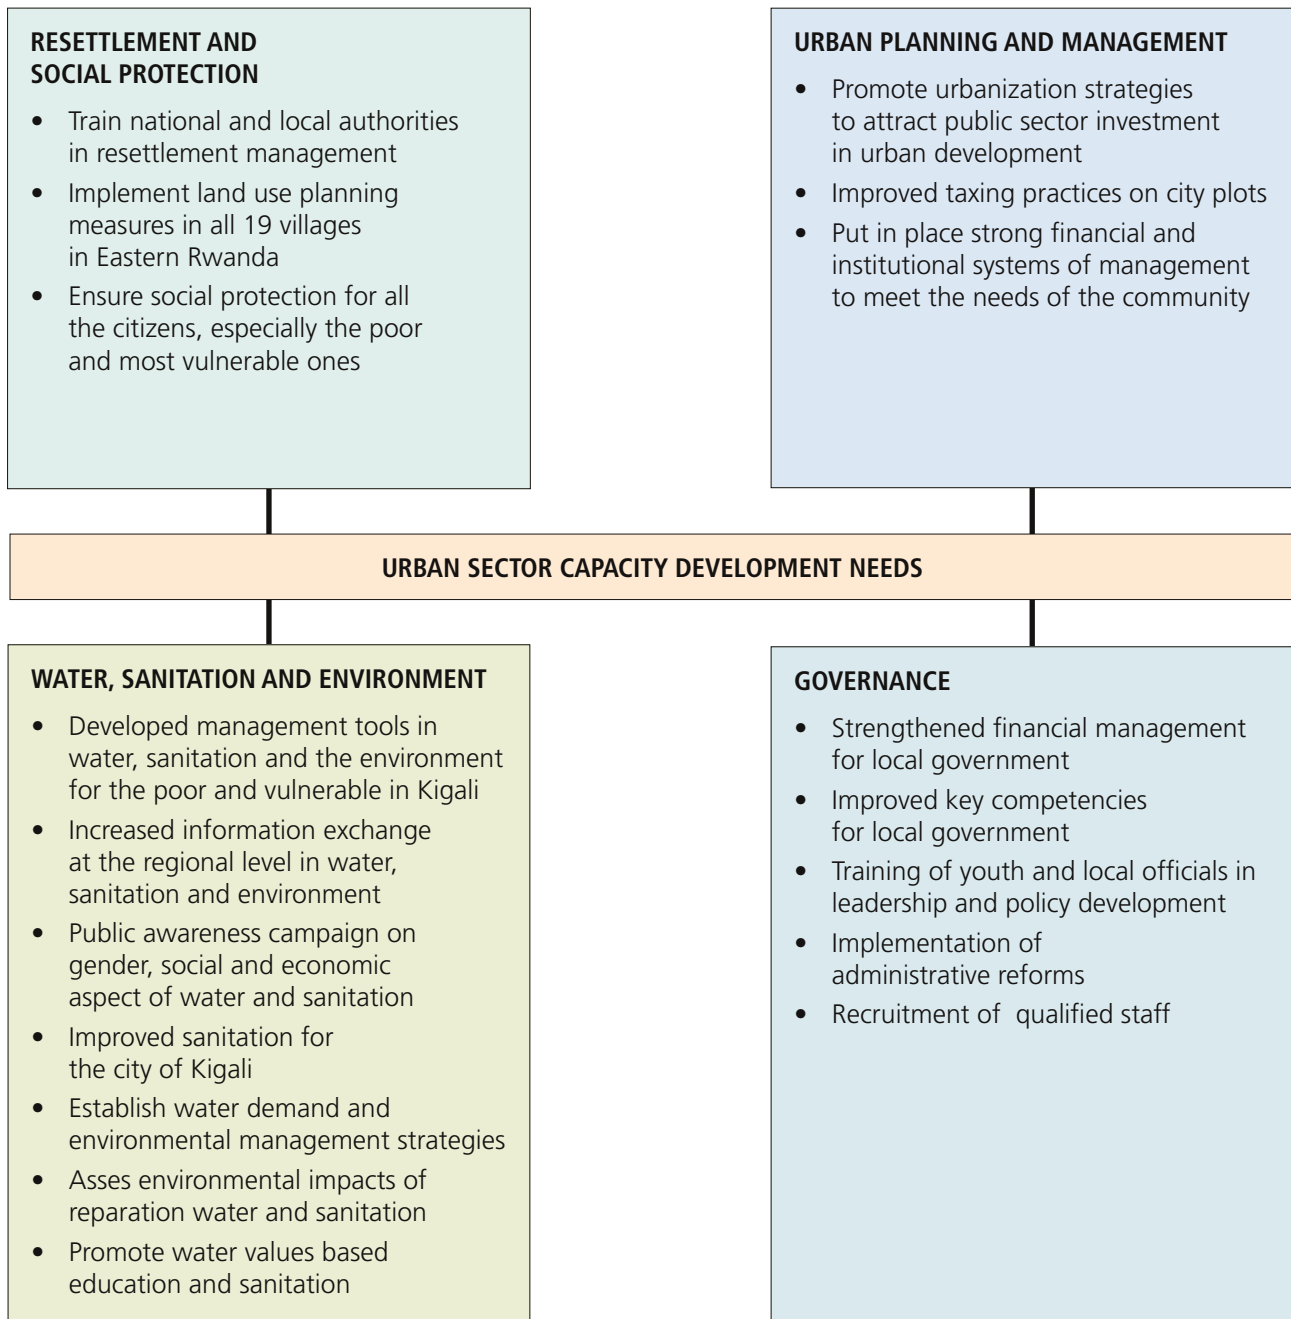 RESETTLEMENT AND
SOCIAL PROTECTION
• Train national and local authorities
in resettlement management
• Implement land use planning
measures in all 19 villages
in Eastern Rwanda
• Ensure social protection for all
the citizens, especially the poor
and most vulnerable ones
URBAN PLANNING AND MANAGEMENT
• Promote urbanization strategies
to attract public sector investment
in urban development
• Improved taxing practices on city plots
• Put in place strong financial and
institutional systems of management
to meet the needs of the community
URBAN SECTOR CAPACITY DEVELOPMENT NEEDS
WATER, SANITATION AND ENVIRONMENT
• Developed management tools in
water, sanitation and the environment
for the poor and vulnerable in Kigali
• Increased information exchange
at the regional level in water,
sanitation and environment
• Public awareness campaign on
gender, social and economic
aspect of water and sanitation
• Improved sanitation for
the city of Kigali
• Establish water demand and
environmental management strategies
• Asses environmental impacts of
reparation water and sanitation
• Promote water values based
education and sanitation
GOVERNANCE
• Strengthened financial management
for local government
• Improved key competencies
for local government
• Training of youth and local officials in
leadership and policy development
• Implementation of
administrative reforms
• Recruitment of qualified staff